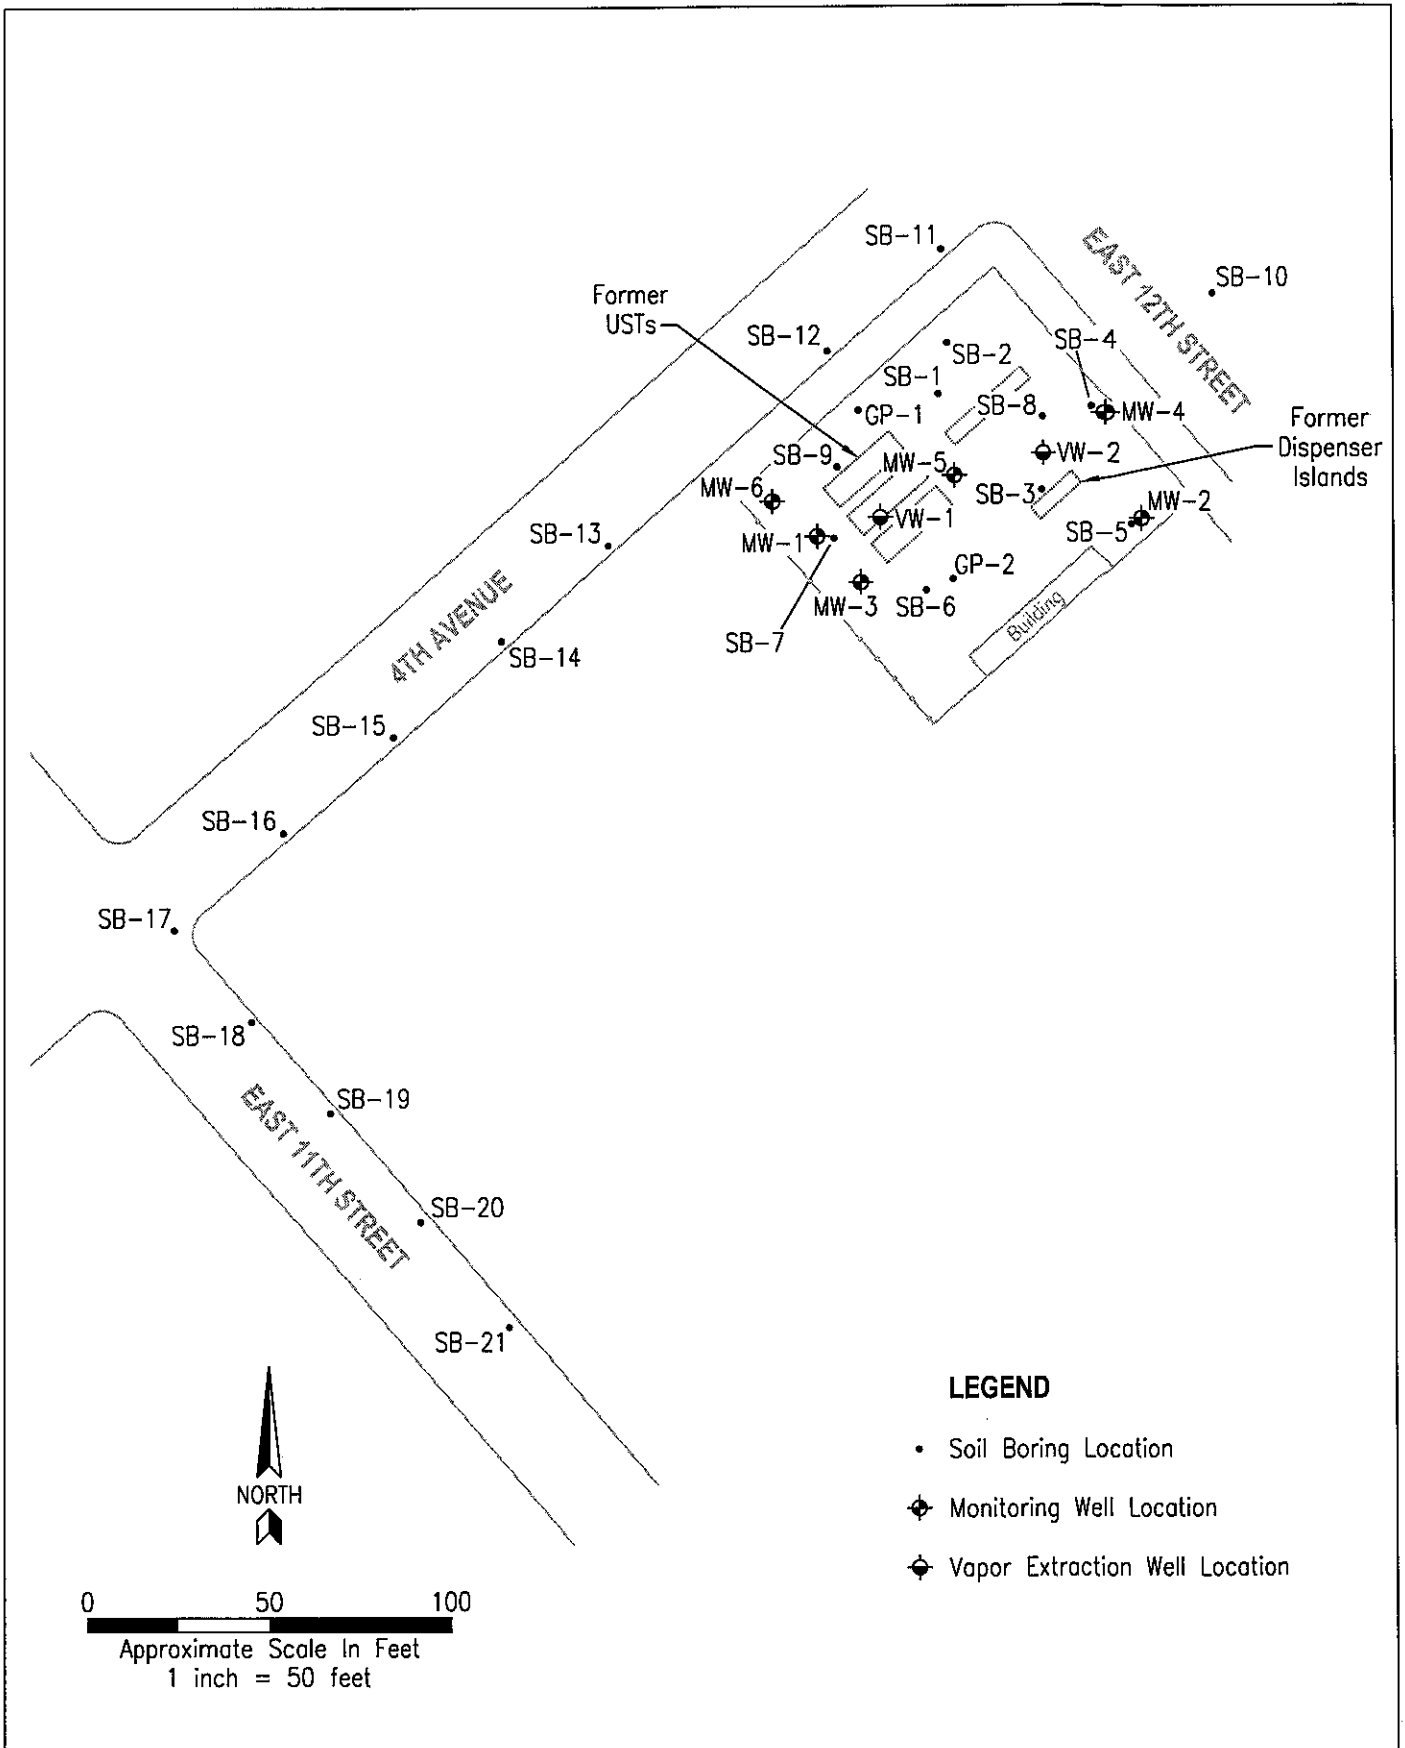 SB-11
EAST 12TH STREET
SB-10
Former
USTs
SB-12
SB-4
SB-2
SB-1
GP-1
SB-8
MW-4
Former
Dispenser
Islands
SB-9
MW-5
VW-2
MW-6
SB-3
MW-2
VW-1
SB-5
SB-13
MW-1
GP-2
MW-3
SB-6
4TH AVENUE
Building
SB-7
SB-14
SB-15
SB-16
SB-17
SB-18
SB-19
EAST 11TH STREET
SB-20
SB-21
NORTH
0 50 100
Approximate Scale In Feet
1 inch = 50 feet
LEGEND
Soil Boring Location
Monitoring Well Location
Vapor Extraction Well Location